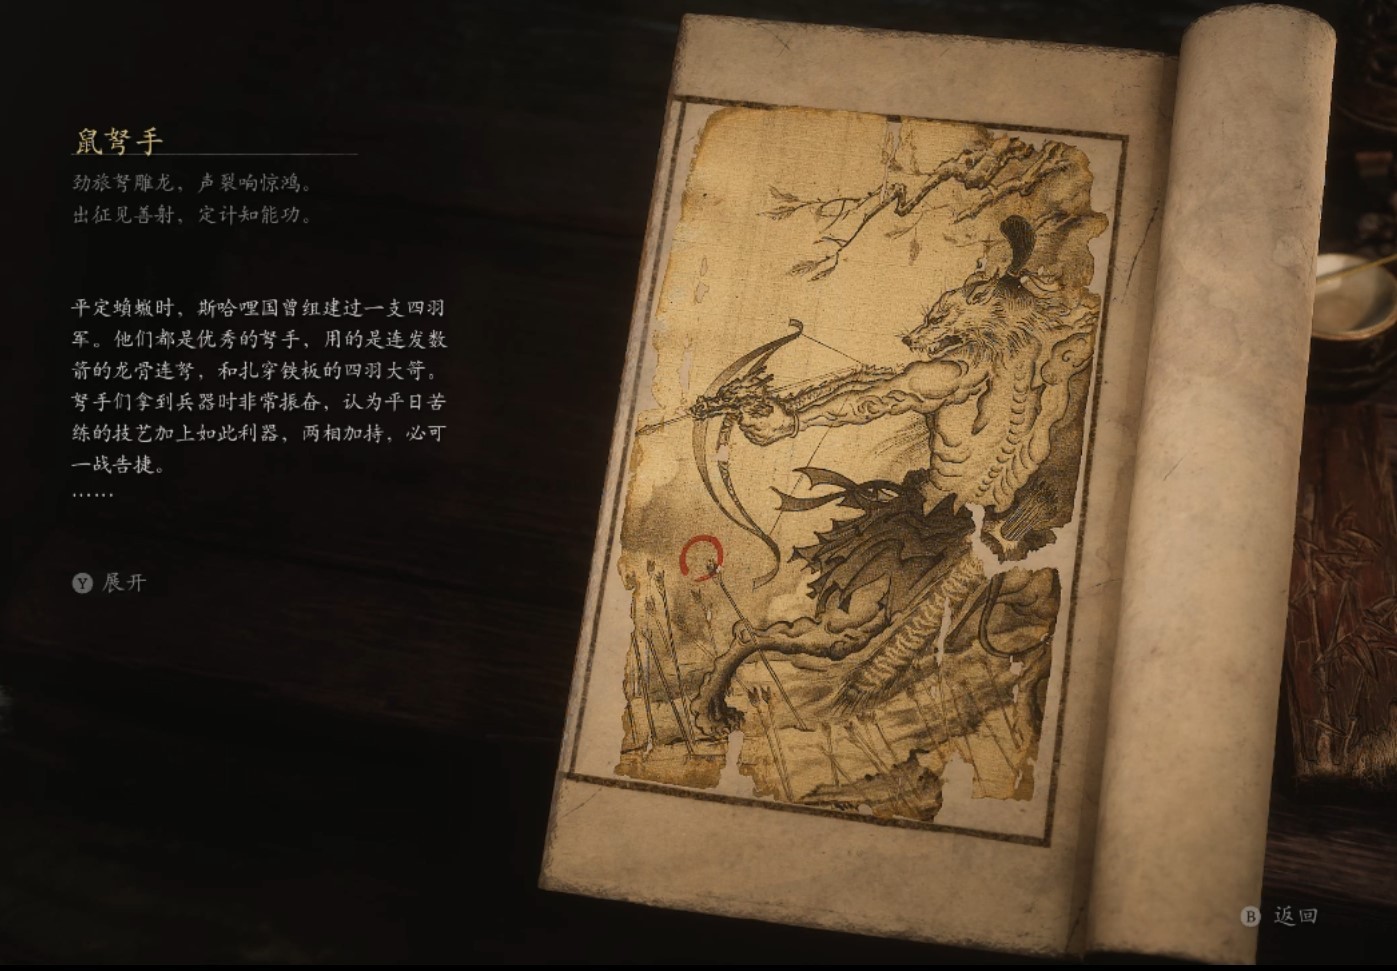 鼠弩手
劲旅弩雕龙，声裂响惊鸿。
出征见善射，定计知能功。
平定蝜蝂时，斯哈哩国曾组建过一支四羽
军。他们都是优秀的弩手，用的是连发数
箭的龙骨连弩，和扎穿铁板的四羽大笴。
弩手们拿到兵器时非常振奋，认为平日苦
练的技艺加上如此利器，两相加持，必可
一战告捷。
……
Y 展开
B 返回